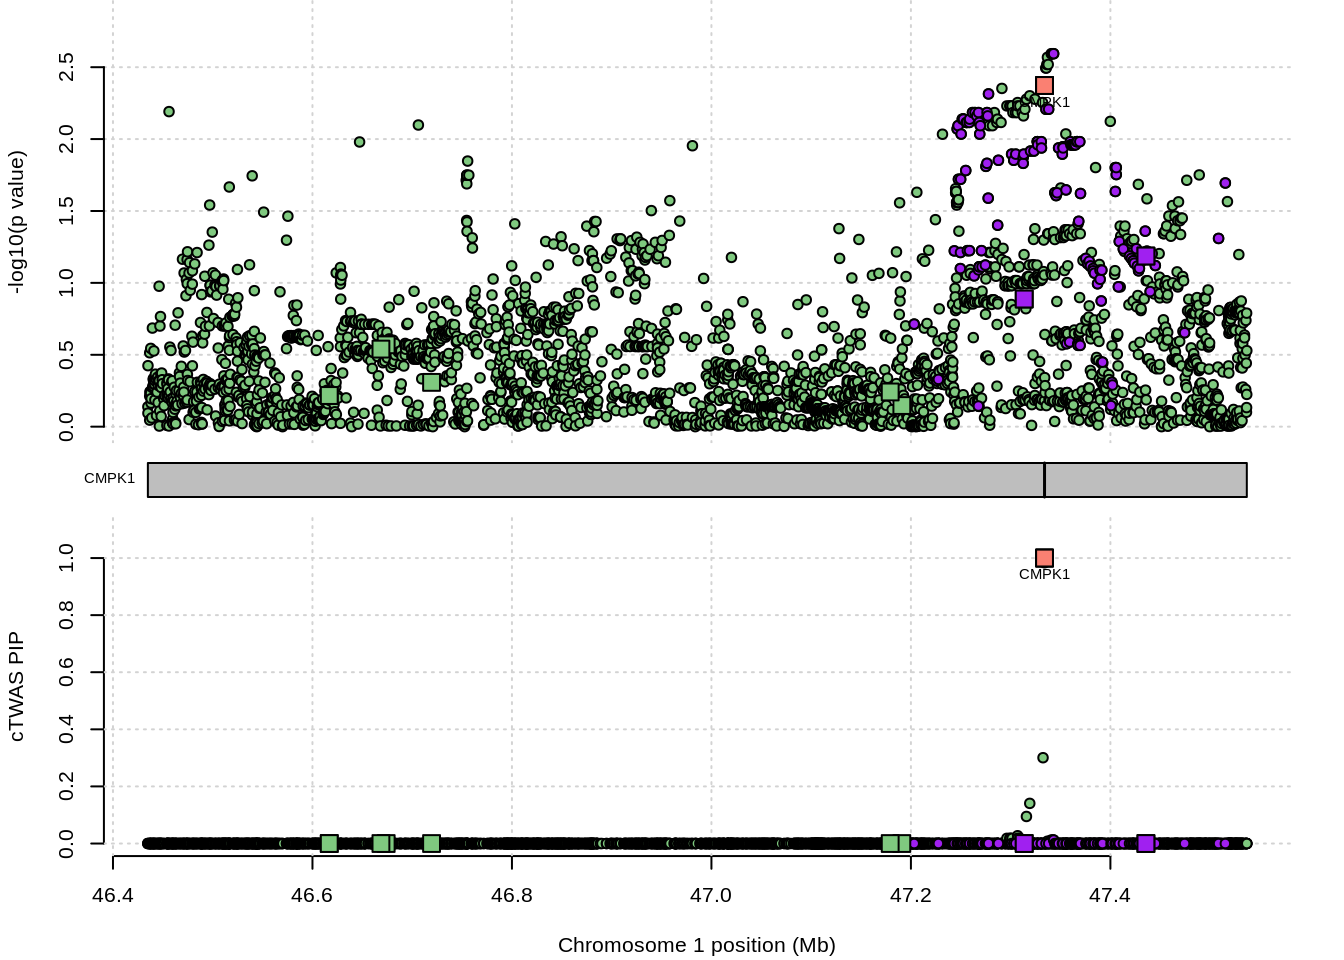 -log10(p value)
2.5
2.0
1.5
1.0
0.5
0.0
CMPK1
CMPK1
cTWAS PIP
1.0
0.8
0.6
0.4
0.2
0.0
CMPK1
46.4 46.6 46.8 47.0 47.2 47.4
Chromosome 1 position (Mb)